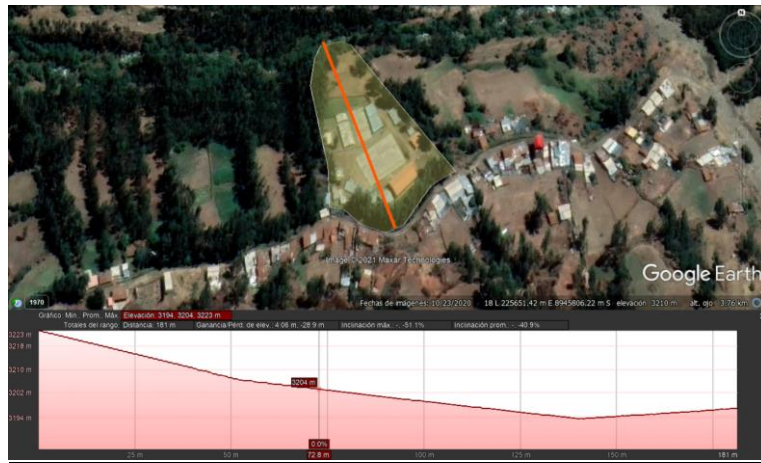 N
Image © 2021 Maxar Technologies
Google Earth
1970
Fechas de imágenes: 10/23/2020 18 L 225651.42 m E 8945806.22 m S elevación 3210 m alt. ojo 3.76 km
Gráfico: Mín., Prom., Máx. Elevación: 3194, 3204, 3223 m
Totales del rango: Distancia: 181 m Ganancia/Pérd. de elev.: 4.06 m, -28.9 m Inclinación máx.: -, -51.1% Inclinación prom.: -, -40.9%
3223 m
3218 m
3210 m
3202 m
3194 m
3204 m
0.0%
25 m 50 m 72.8 m 100 m 125 m 150 m 181 m